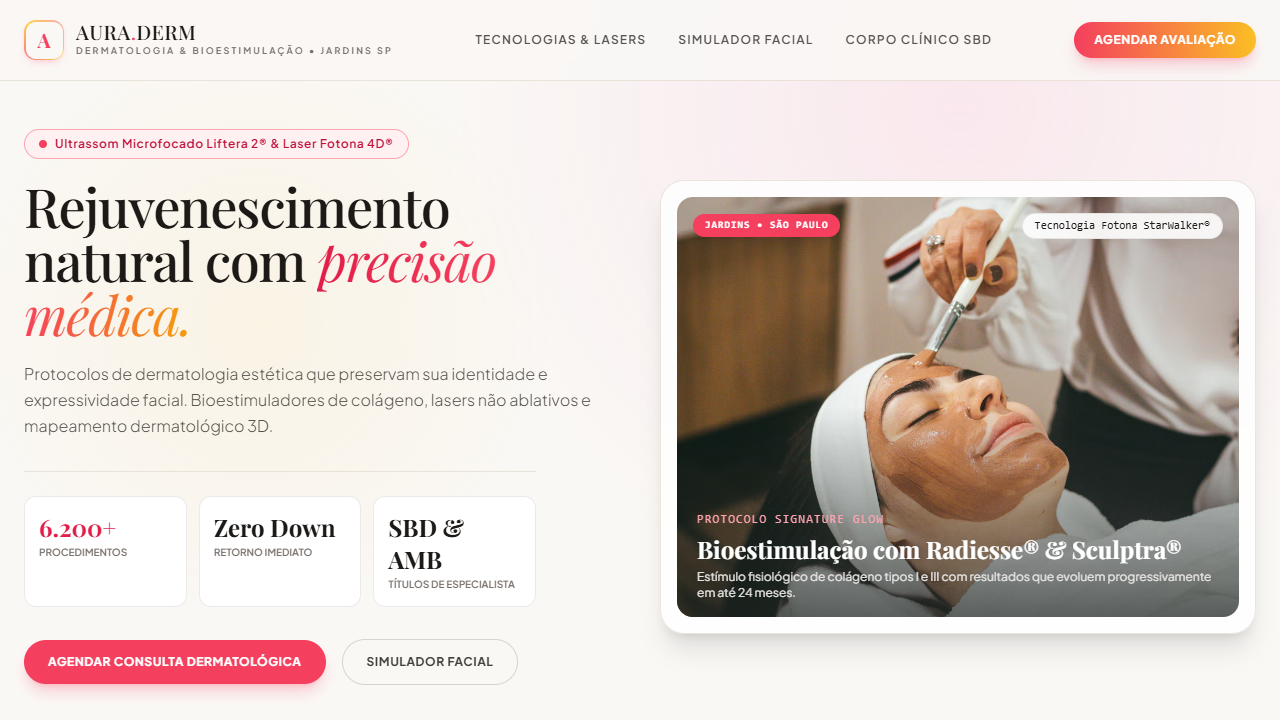 A
AURA.DERM
DERMATOLOGIA & BIOESTIMULAÇÃO • JARDINS SP
TECNOLOGIAS & LASERS
SIMULADOR FACIAL
CORPO CLÍNICO SBD
AGENDAR AVALIAÇÃO
Ultrassom Microfocado Liftera 2® & Laser Fotona 4D®
Rejuvenescimento
natural com precisão
médica.
Protocolos de dermatologia estética que preservam sua identidade e
expressividade facial. Bioestimuladores de colágeno, lasers não ablativos e
mapeamento dermatológico 3D.
6.200+
PROCEDIMENTOS
Zero Down
RETORNO IMEDIATO
SBD &
AMB
TÍTULOS DE ESPECIALISTA
AGENDAR CONSULTA DERMATOLÓGICA
SIMULADOR FACIAL
JARDINS • SÃO PAULO
Tecnologia Fotona StarWalker®
PROTOCOLO SIGNATURE GLOW
Bioestimulação com Radiesse® & Sculptra®
Estímulo fisiológico de colágeno tipos I e III com resultados que evoluem progressivamente
em até 24 meses.